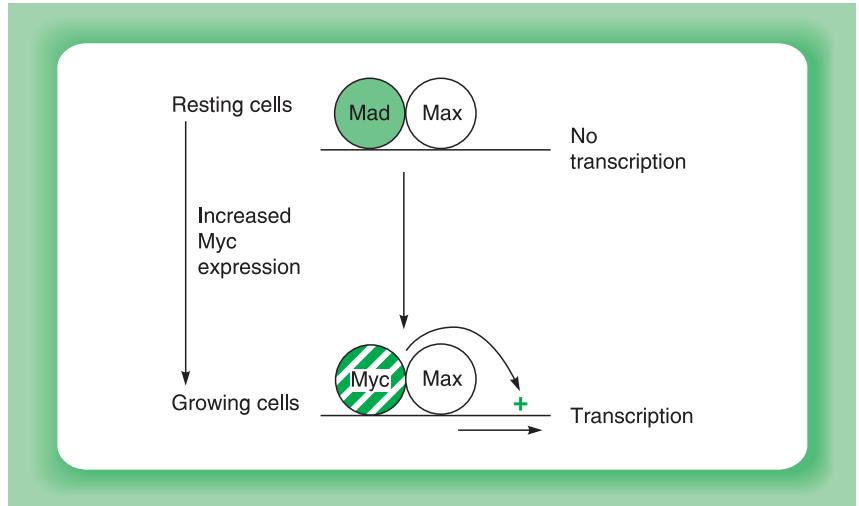 Resting cells
Mad
Max
No
transcription
Increased
Myc
expression
Myc
Max
+
Growing cells
Transcription